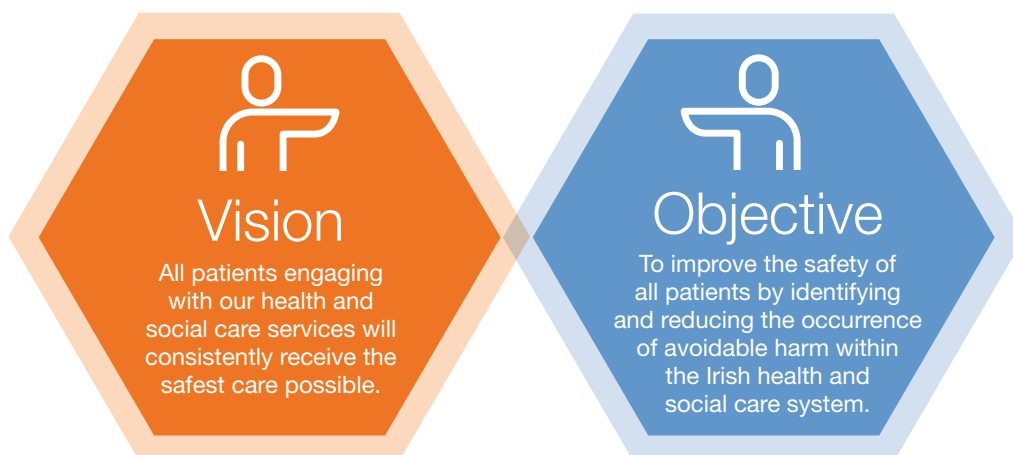 Vision
All patients engaging
with our health and
social care services will
consistently receive the
safest care possible.
Objective
To improve the safety of
all patients by identifying
and reducing the occurrence
of avoidable harm within
the Irish health and
social care system.